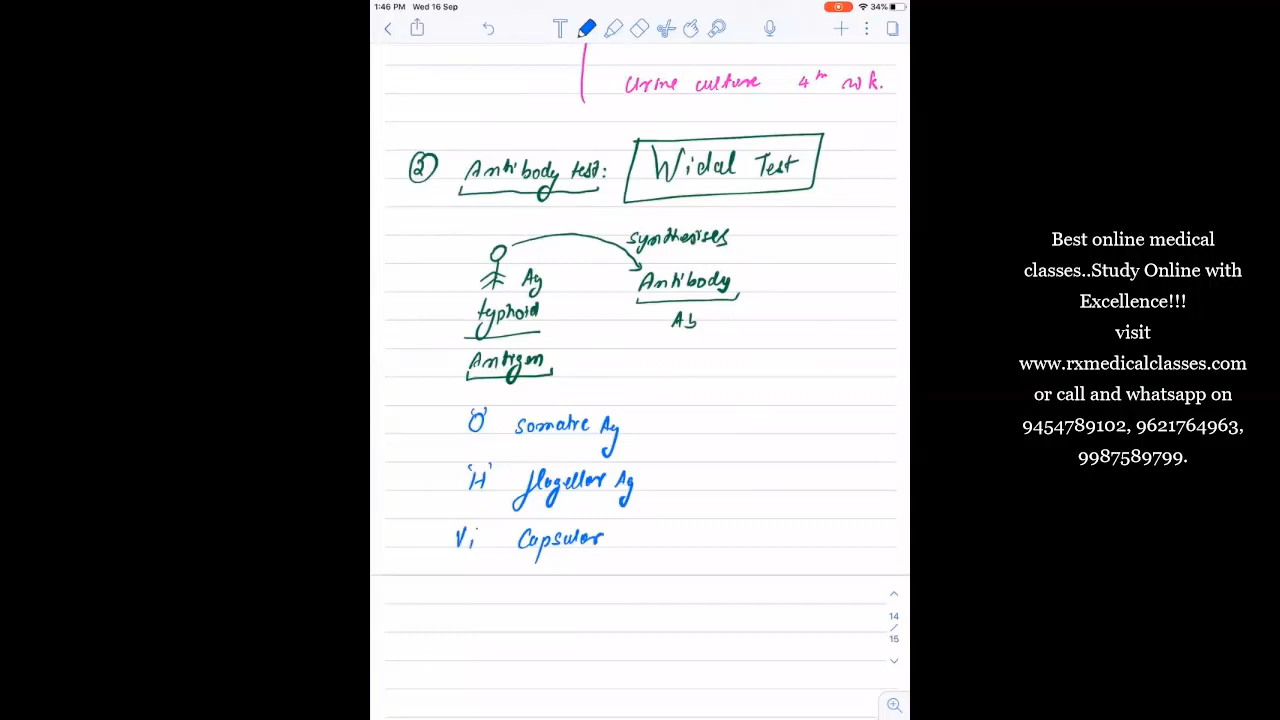 1:46 PM Wed 16 Sep
34%
Urine culture 4th wk.
② Antibody test: Widal Test
synthesises
Ag Antibody
typhoid Ab
Antigen
'O' somatic Ag
'H' flagellar Ag
Vi Capsular
14
/
15
Best online medical
classes..Study Online with
Excellence!!!
visit
www.rxmedicalclasses.com
or call and whatsapp on
9454789102, 9621764963,
9987589799.